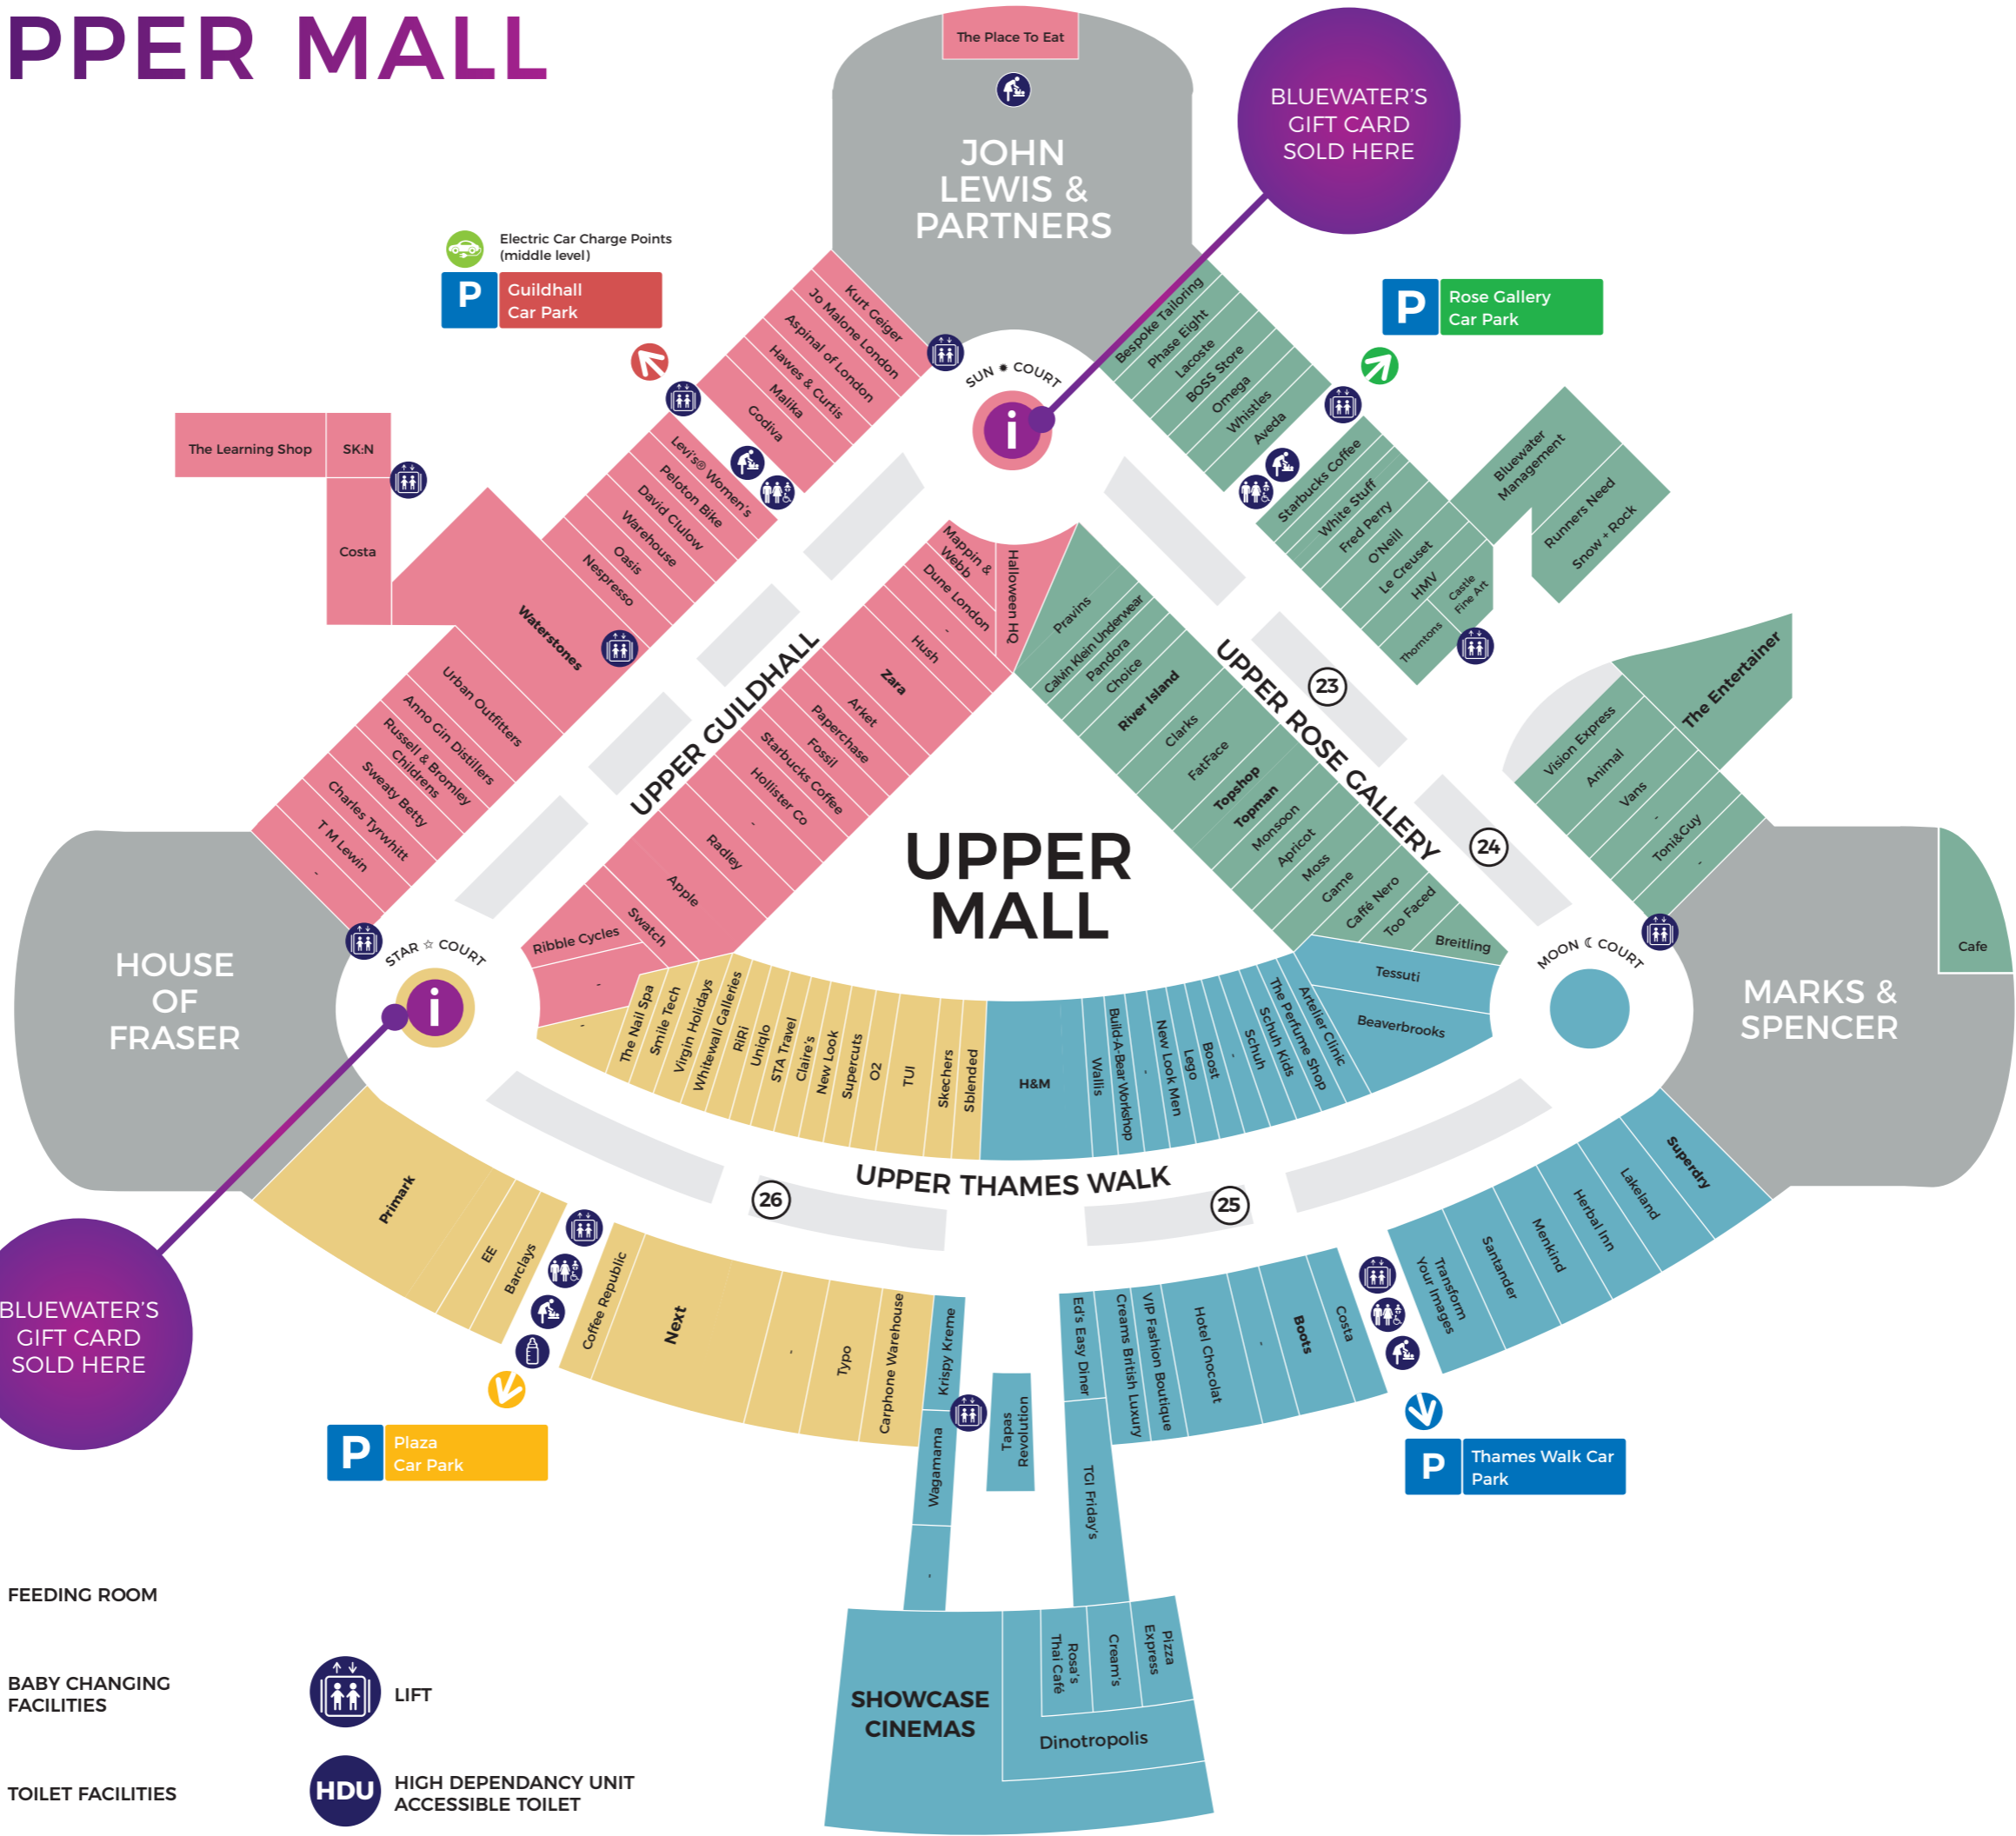 PPER MALL
The Place To Eat
JOHN
LEWIS &
PARTNERS
BLUEWATER'S
GIFT CARD
SOLD HERE
Electric Car Charge Points
(middle level)
P
Guildhall
Car Park
P
Rose Gallery
Car Park
Kurt Geiger
Jo Malone London
Aspinal of London
Hawes & Curtis
Malika
Godiva
SUN COURT
i
Bespoke Tailoring
Phase Eight
Lacoste
BOSS Store
Omega
Whistles
Aveda
The Learning Shop
SK:N
Costa
Levi's® Women's
Peloton Bike
David Clulow
Warehouse
Oasis
Nespresso
Waterstones
Urban Outfitters
Anno Gin Distillers
Russell & Bromley
Childrens
Sweaty Betty
Charles Tyrwhitt
T M Lewin
-
Starbucks Coffee
White Stuff
Fred Perry
O'Neill
Le Creuset
HMV
Castle
Fine Art
Thorntons
Bluewater
Management
Runners Need
Snow + Rock
Mappin &
Webb
Halloween HQ
Dune London
-
Hush
Zara
Arket
Paperchase
Fossil
Starbucks Coffee
Hollister Co
-
Radley
Apple
Swatch
Ribble Cycles
-
UPPER GUILDHALL
Pravins
Calvin Klein Underwear
Pandora
Choice
River Island
Clarks
FatFace
Topshop
Topman
Monsoon
Apricot
Moss
Game
Caffé Nero
Too Faced
Breitling
UPPER ROSE GALLERY
23
24
The Entertainer
Vision Express
Animal
Vans
-
Toni&Guy
-
UPPER
MALL
HOUSE
OF
FRASER
STAR COURT
i
MOON COURT
MARKS &
SPENCER
Cafe
-
The Nail Spa
Smile Tech
Virgin Holidays
Whitewall Galleries
RiRi
Uniqlo
STA Travel
Claire's
New Look
Supercuts
O2
TUI
Skechers
Sblended
H&M
Wallis
Build-A-Bear Workshop
-
New Look Men
Lego
Boost
-
Schuh
Schuh Kids
The Perfume Shop
Artelier Clinic
Tessuti
Beaverbrooks
UPPER THAMES WALK
26
25
Primark
EE
Barclays
Coffee Republic
Next
-
Typo
Carphone Warehouse
Krispy Kreme
Wagamama
-
Tapas
Revolution
Ed's Easy Diner
TGI Friday's
Creams British Luxury
VIP Fashion Boutique
Hotel Chocolat
-
Boots
Costa
Transform
Your Images
Santander
Menkind
Herbal Inn
Lakeland
Superdry
BLUEWATER'S
GIFT CARD
SOLD HERE
P
Plaza
Car Park
P
Thames Walk Car
Park
SHOWCASE
CINEMAS
Rosa's
Thai Café
Cream's
Pizza
Express
Dinotropolis
FEEDING ROOM
BABY CHANGING
FACILITIES
LIFT
TOILET FACILITIES
HDU
HIGH DEPENDANCY UNIT
ACCESSIBLE TOILET